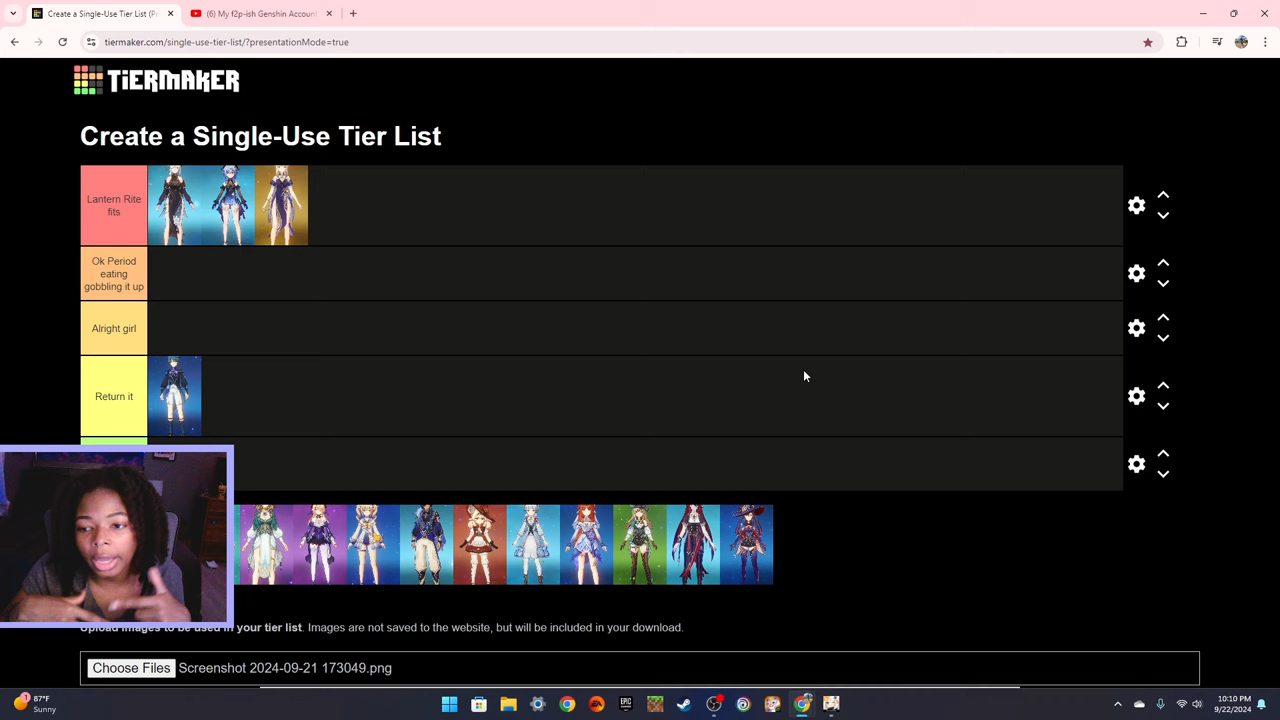 Create a Single-Use Tier List (Po
(6) My f2p-ish Genshin Account
tiermaker.com/single-use-tier-list/?presentationMode=true
TiERMAKER
Create a Single-Use Tier List
Lantern Rite
fits
Ok Period
eating
gobbling it up
Alright girl
Return it
Upload images to be used in your tier list. Images are not saved to the website, but will be included in your download.
Choose Files Screenshot 2024-09-21 173049.png
1
87°F
Sunny
EPIC
10:10 PM
9/22/2024